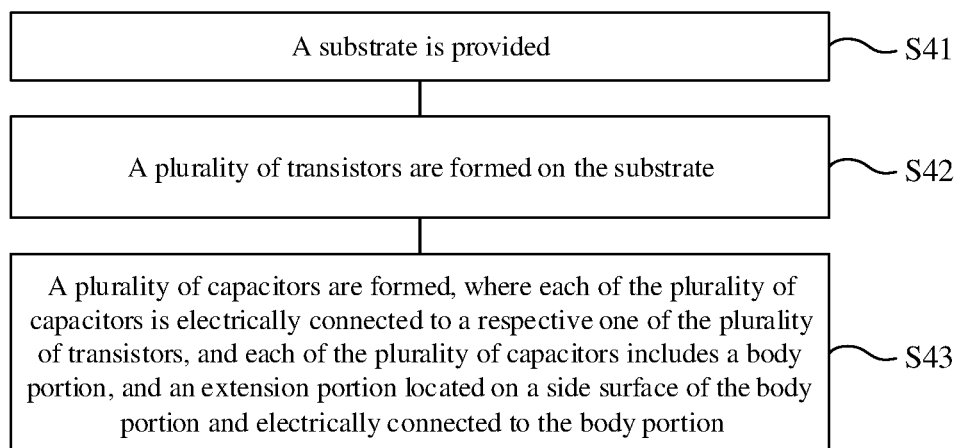 A substrate is provided
S41
A plurality of transistors are formed on the substrate
S42
A plurality of capacitors are formed, where each of the plurality of
capacitors is electrically connected to a respective one of the plurality
of transistors, and each of the plurality of capacitors includes a body
portion, and an extension portion located on a side surface of the body
portion and electrically connected to the body portion
S43